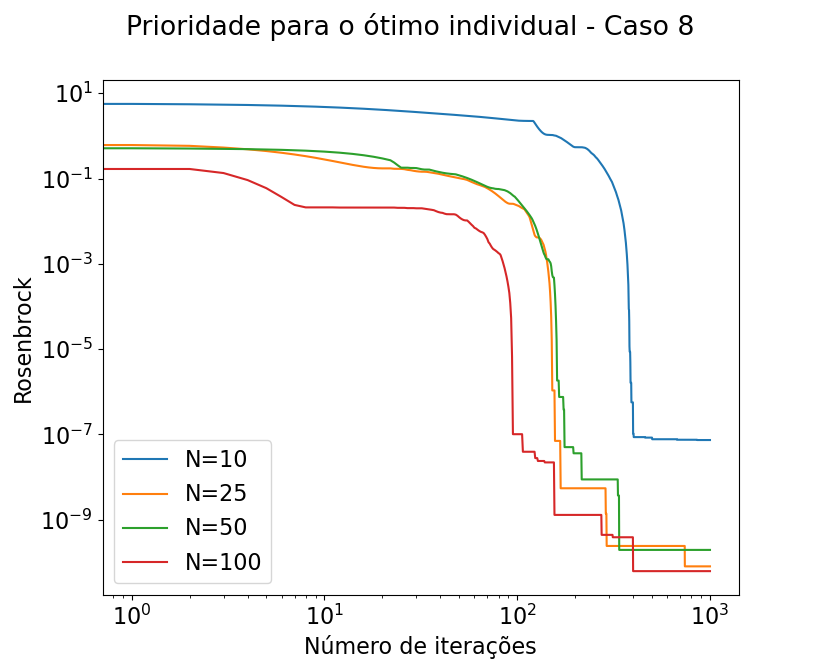 Prioridade para o ótimo individual - Caso 8
Rosenbrock
10^1
10^-1
10^-3
10^-5
10^-7
10^-9
N=10
N=25
N=50
N=100
10^0 10^1 10^2 10^3
Número de iterações